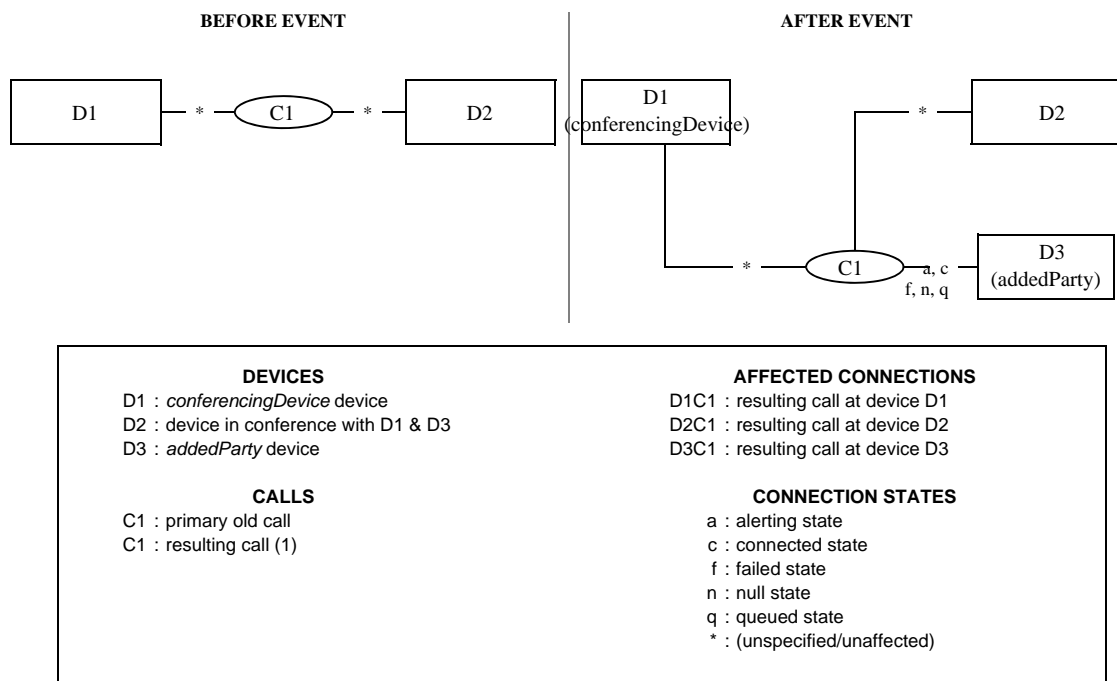 BEFORE EVENT
AFTER EVENT
D1
*
C1
*
D2
D1
(conferencingDevice)
*
D2
*
C1
a, c
f, n, q
D3
(addedParty)
DEVICES
D1 : conferencingDevice device
D2 : device in conference with D1 & D3
D3 : addedParty device
CALLS
C1 : primary old call
C1 : resulting call (1)
AFFECTED CONNECTIONS
D1C1 : resulting call at device D1
D2C1 : resulting call at device D2
D3C1 : resulting call at device D3
CONNECTION STATES
a : alerting state
c : connected state
f : failed state
n : null state
q : queued state
* : (unspecified/unaffected)